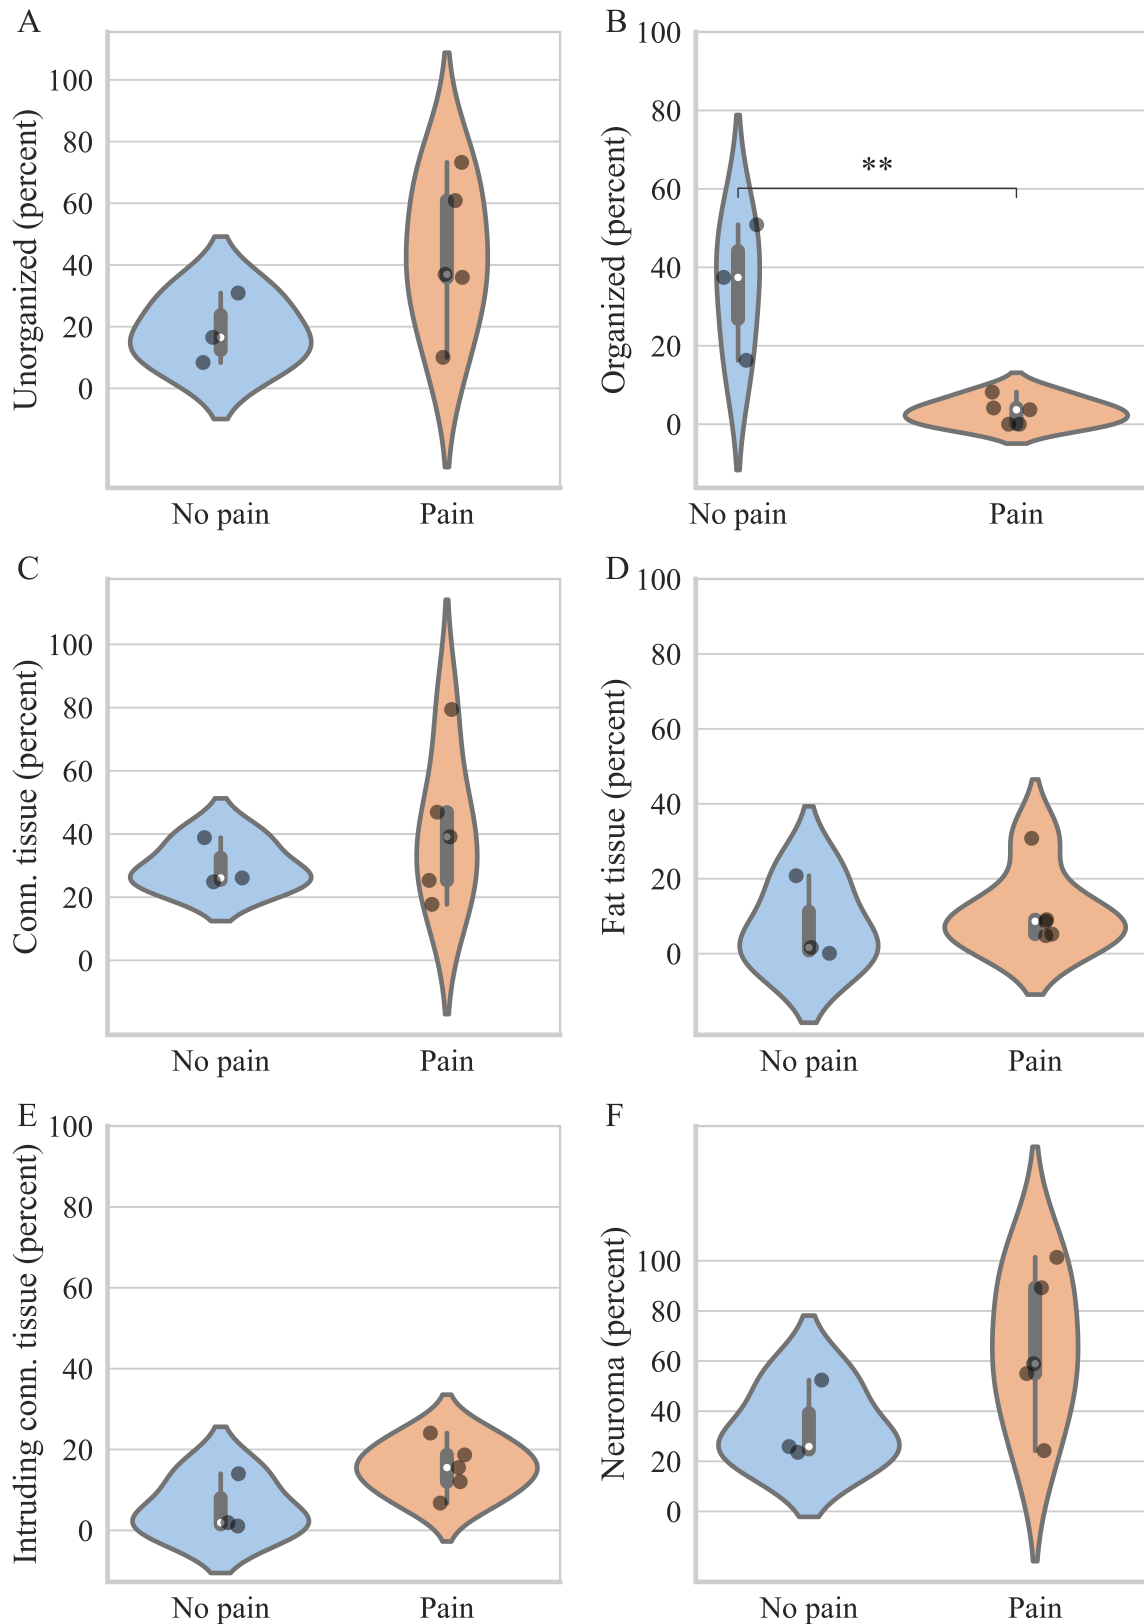 A
Unorganized (percent)
100
80
60
40
20
0
No pain
Pain
B
Organized (percent)
100
80
60
40
20
0
**
No pain
Pain
C
Conn. tissue (percent)
100
80
60
40
20
0
No pain
Pain
D
Fat tissue (percent)
100
80
60
40
20
0
No pain
Pain
E
Intruding conn. tissue (percent)
100
80
60
40
20
0
No pain
Pain
F
Neuroma (percent)
100
80
60
40
20
0
No pain
Pain